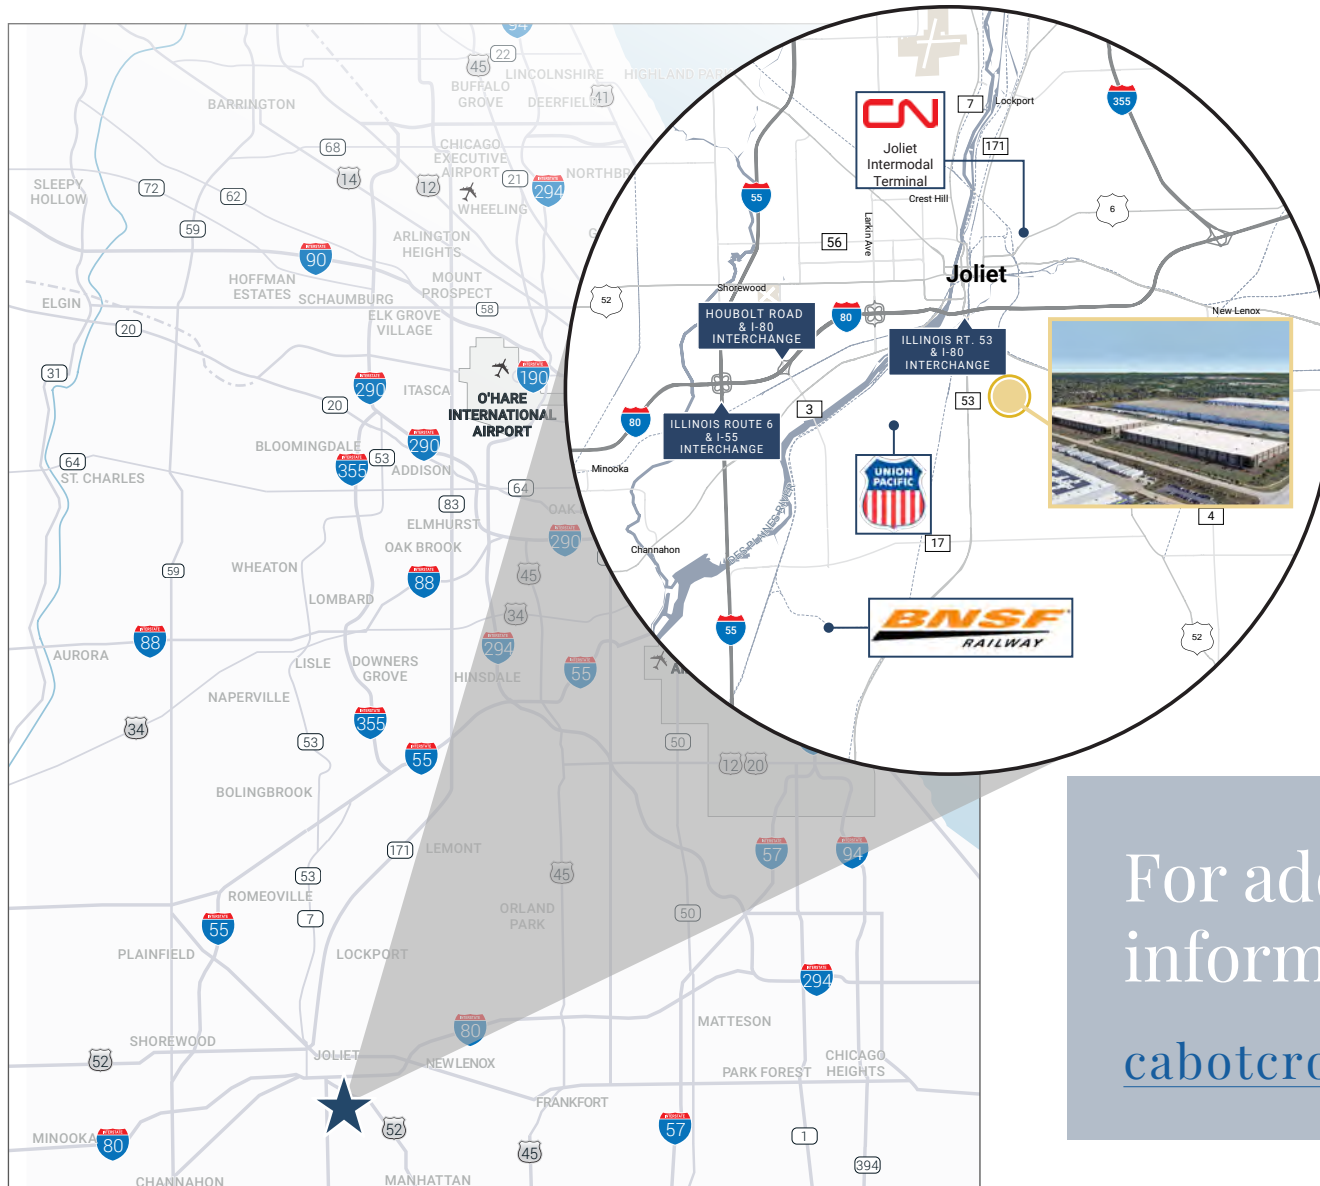 94
22
45
LINCOLNSHIRE
HIGHLAND PARK
BUFFALO
GROVE
DEERFIELD
41
BARRINGTON
68
CHICAGO
EXECUTIVE
AIRPORT
14
12
21
294
NORTHBR
SLEEPY
HOLLOW
72
62
WHEELING
59
ARLINGTON
HEIGHTS
INTERSTATE
90
HOFFMAN
ESTATES
SCHAUMBURG
MOUNT
PROSPECT
ELGIN
58
ELK GROVE
VILLAGE
20
31
290
ITASCA
190
O'HARE
INTERNATIONAL
AIRPORT
20
BLOOMINGDALE
290
53
355
ADDISON
64
ST. CHARLES
64
83
ELMHURST
OAK BROOK
290
59
WHEATON
88
45
LOMBARD
34
88
AURORA
LISLE
DOWNERS
GROVE
294
HINSDALE
55
NAPERVILLE
34
355
53
55
50
12
20
BOLINGBROOK
171
LEMONT
57
94
53
45
ROMEOVILLE
7
ORLAND
PARK
50
55
PLAINFIELD
LOCKPORT
294
80
MATTESON
SHOREWOOD
52
JOLIET
NEW LENOX
PARK FOREST
CHICAGO
HEIGHTS
FRANKFORT
52
57
MINOOKA
80
45
1
394
CHANNAHON
MANHATTAN
CN
Joliet
Intermodal
Terminal
7
Lockport
355
171
55
Crest Hill
6
Larkin Ave
56
Joliet
52
Shorewood
HOUBOLT ROAD
& I-80
INTERCHANGE
80
New Lenox
ILLINOIS RT. 53
& I-80
INTERCHANGE
53
3
80
ILLINOIS ROUTE 6
& I-55
INTERCHANGE
Minooka
UNION
PACIFIC
DES PLAINES RIVER
4
17
Channahon
BNSF
RAILWAY
55
52
For ad
inform
cabotcro